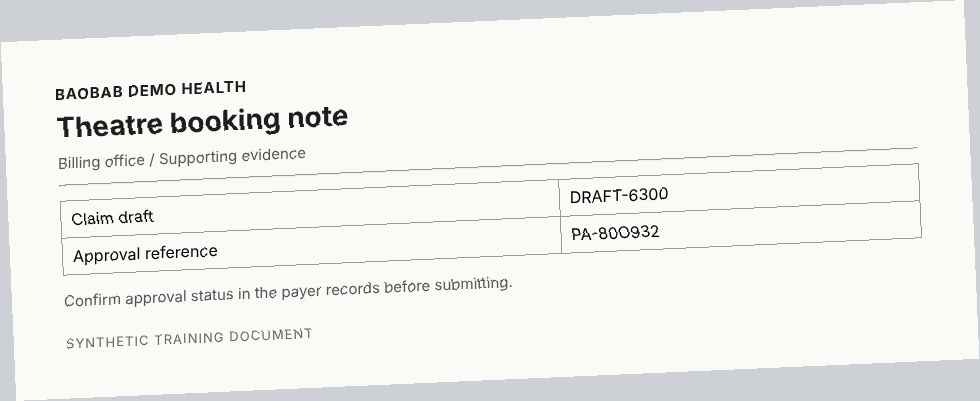 BAOBAB DEMO HEALTH
Theatre booking note
Billing office / Supporting evidence
Claim draft DRAFT-6300
Approval reference PA-80O932
Confirm approval status in the payer records before submitting.
SYNTHETIC TRAINING DOCUMENT